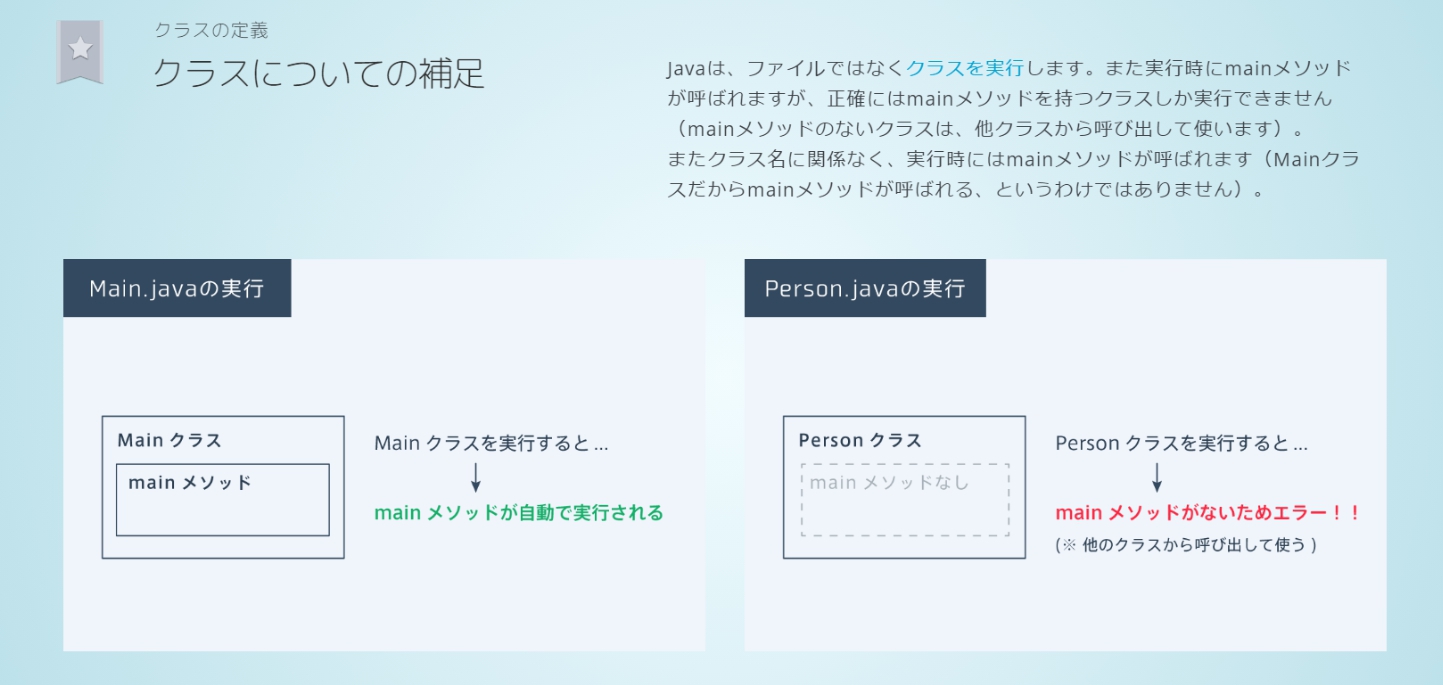 クラスの定義
クラスについての補足
Javaは、ファイルではなくクラスを実行します。また実行時にmainメソッド
が呼ばれますが、正確にはmainメソッドを持つクラスしか実行できません
（mainメソッドのないクラスは、他クラスから呼び出して使います）。
またクラス名に関係なく、実行時にはmainメソッドが呼ばれます（Mainクラ
スだからmainメソッドが呼ばれる、というわけではありません）。
Main.javaの実行
Main クラス
main メソッド
Main クラスを実行すると...
main メソッドが自動で実行される
Person.javaの実行
Person クラス
main メソッドなし
Person クラスを実行すると...
main メソッドがないためエラー！！
(※ 他のクラスから呼び出して使う )